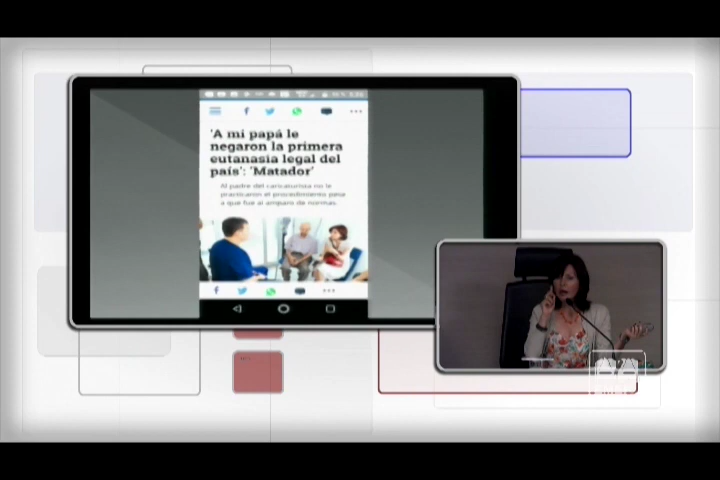 'A mi papá le
negaron la primera
eutanasia legal del
país': 'Matador'
Al padre del caricaturista no le
practicaron el procedimiento pese
a que fue al amparo de normas.